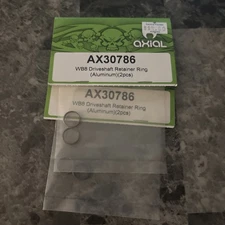 AXIAL
AX30786
WB8 Driveshaft Retainer Ring
(Aluminum)(2pcs)
AX30786
WB8 Driveshaft Retainer Ring
(Aluminum)(2pcs)